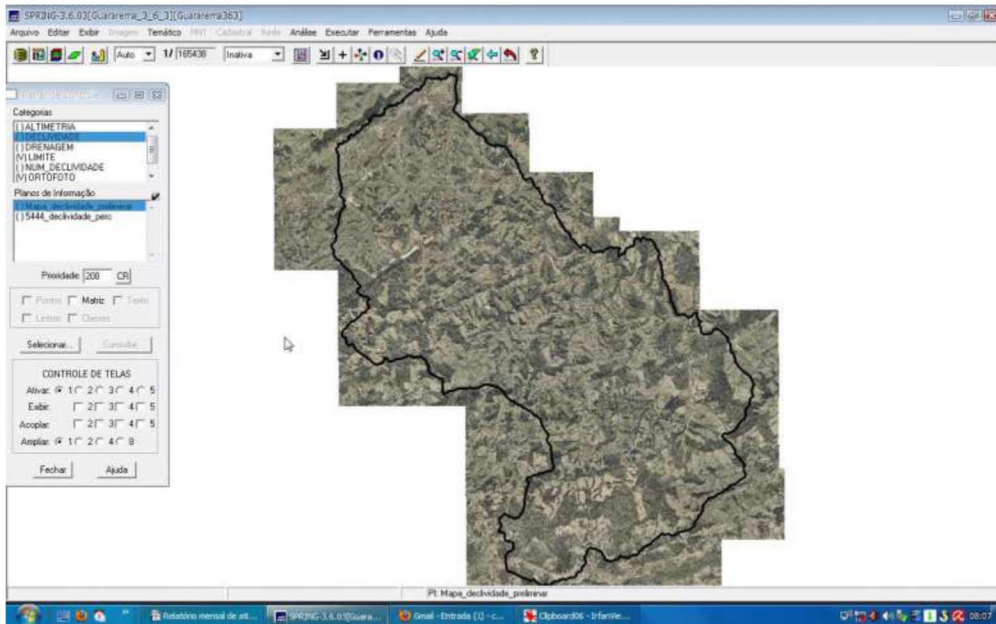 SPRING-3.6.03[Guararema_3_6_3][Guararema363]
Arquivo Editar Exibir Imagem Temático MNT Cadastral Rede Análise Executar Ferramentas Ajuda
Auto 1/ 165438 Inativa
Categorias
( ) ALTIMETRIA
( ) DECLIVIDADE
( ) DRENAGEM
(V) LIMITE
( ) NUM_DECLIVIDADE
(V) ORTOFOTO
Planos de Informação
( ) Mapa_declividade_preliminar
( ) 5444_declividade_perc
Prioridade 200 CR
Pontos Matriz Texto
Linhas Classes
Selecionar... Consultar
CONTROLE DE TELAS
Ativar: 1 2 3 4 5
Exibir: 2 3 4 5
Acoplar: 2 3 4 5
Ampliar: 1 2 4 8
Fechar Ajuda
PI: Mapa_declividade_preliminar
Relatório mensal de ati... SPRING-3.6.03[Guara... Gmail - Entrada (1) - c... Clipboard06 - IrfanVie... 08:07